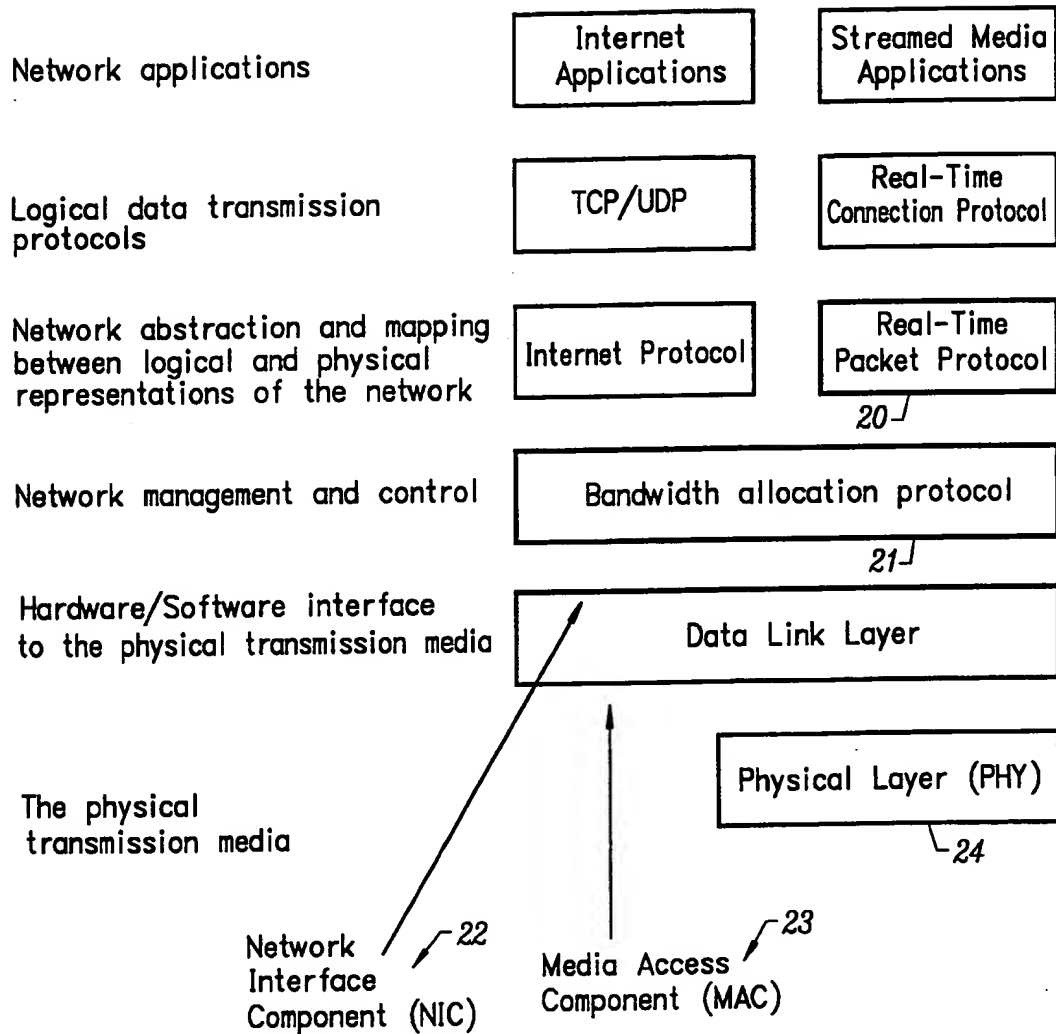 Network applications
Internet
Applications
Streamed Media
Applications
Logical data transmission
protocols
TCP/UDP
Real-Time
Connection Protocol
Network abstraction and mapping
between logical and physical
representations of the network
Internet Protocol
Real-Time
Packet Protocol
20
Network management and control
Bandwidth allocation protocol
21
Hardware/Software interface
to the physical transmission media
Data Link Layer
The physical
transmission media
Physical Layer (PHY)
24
Network
Interface
Component (NIC)
22
Media Access
Component (MAC)
23